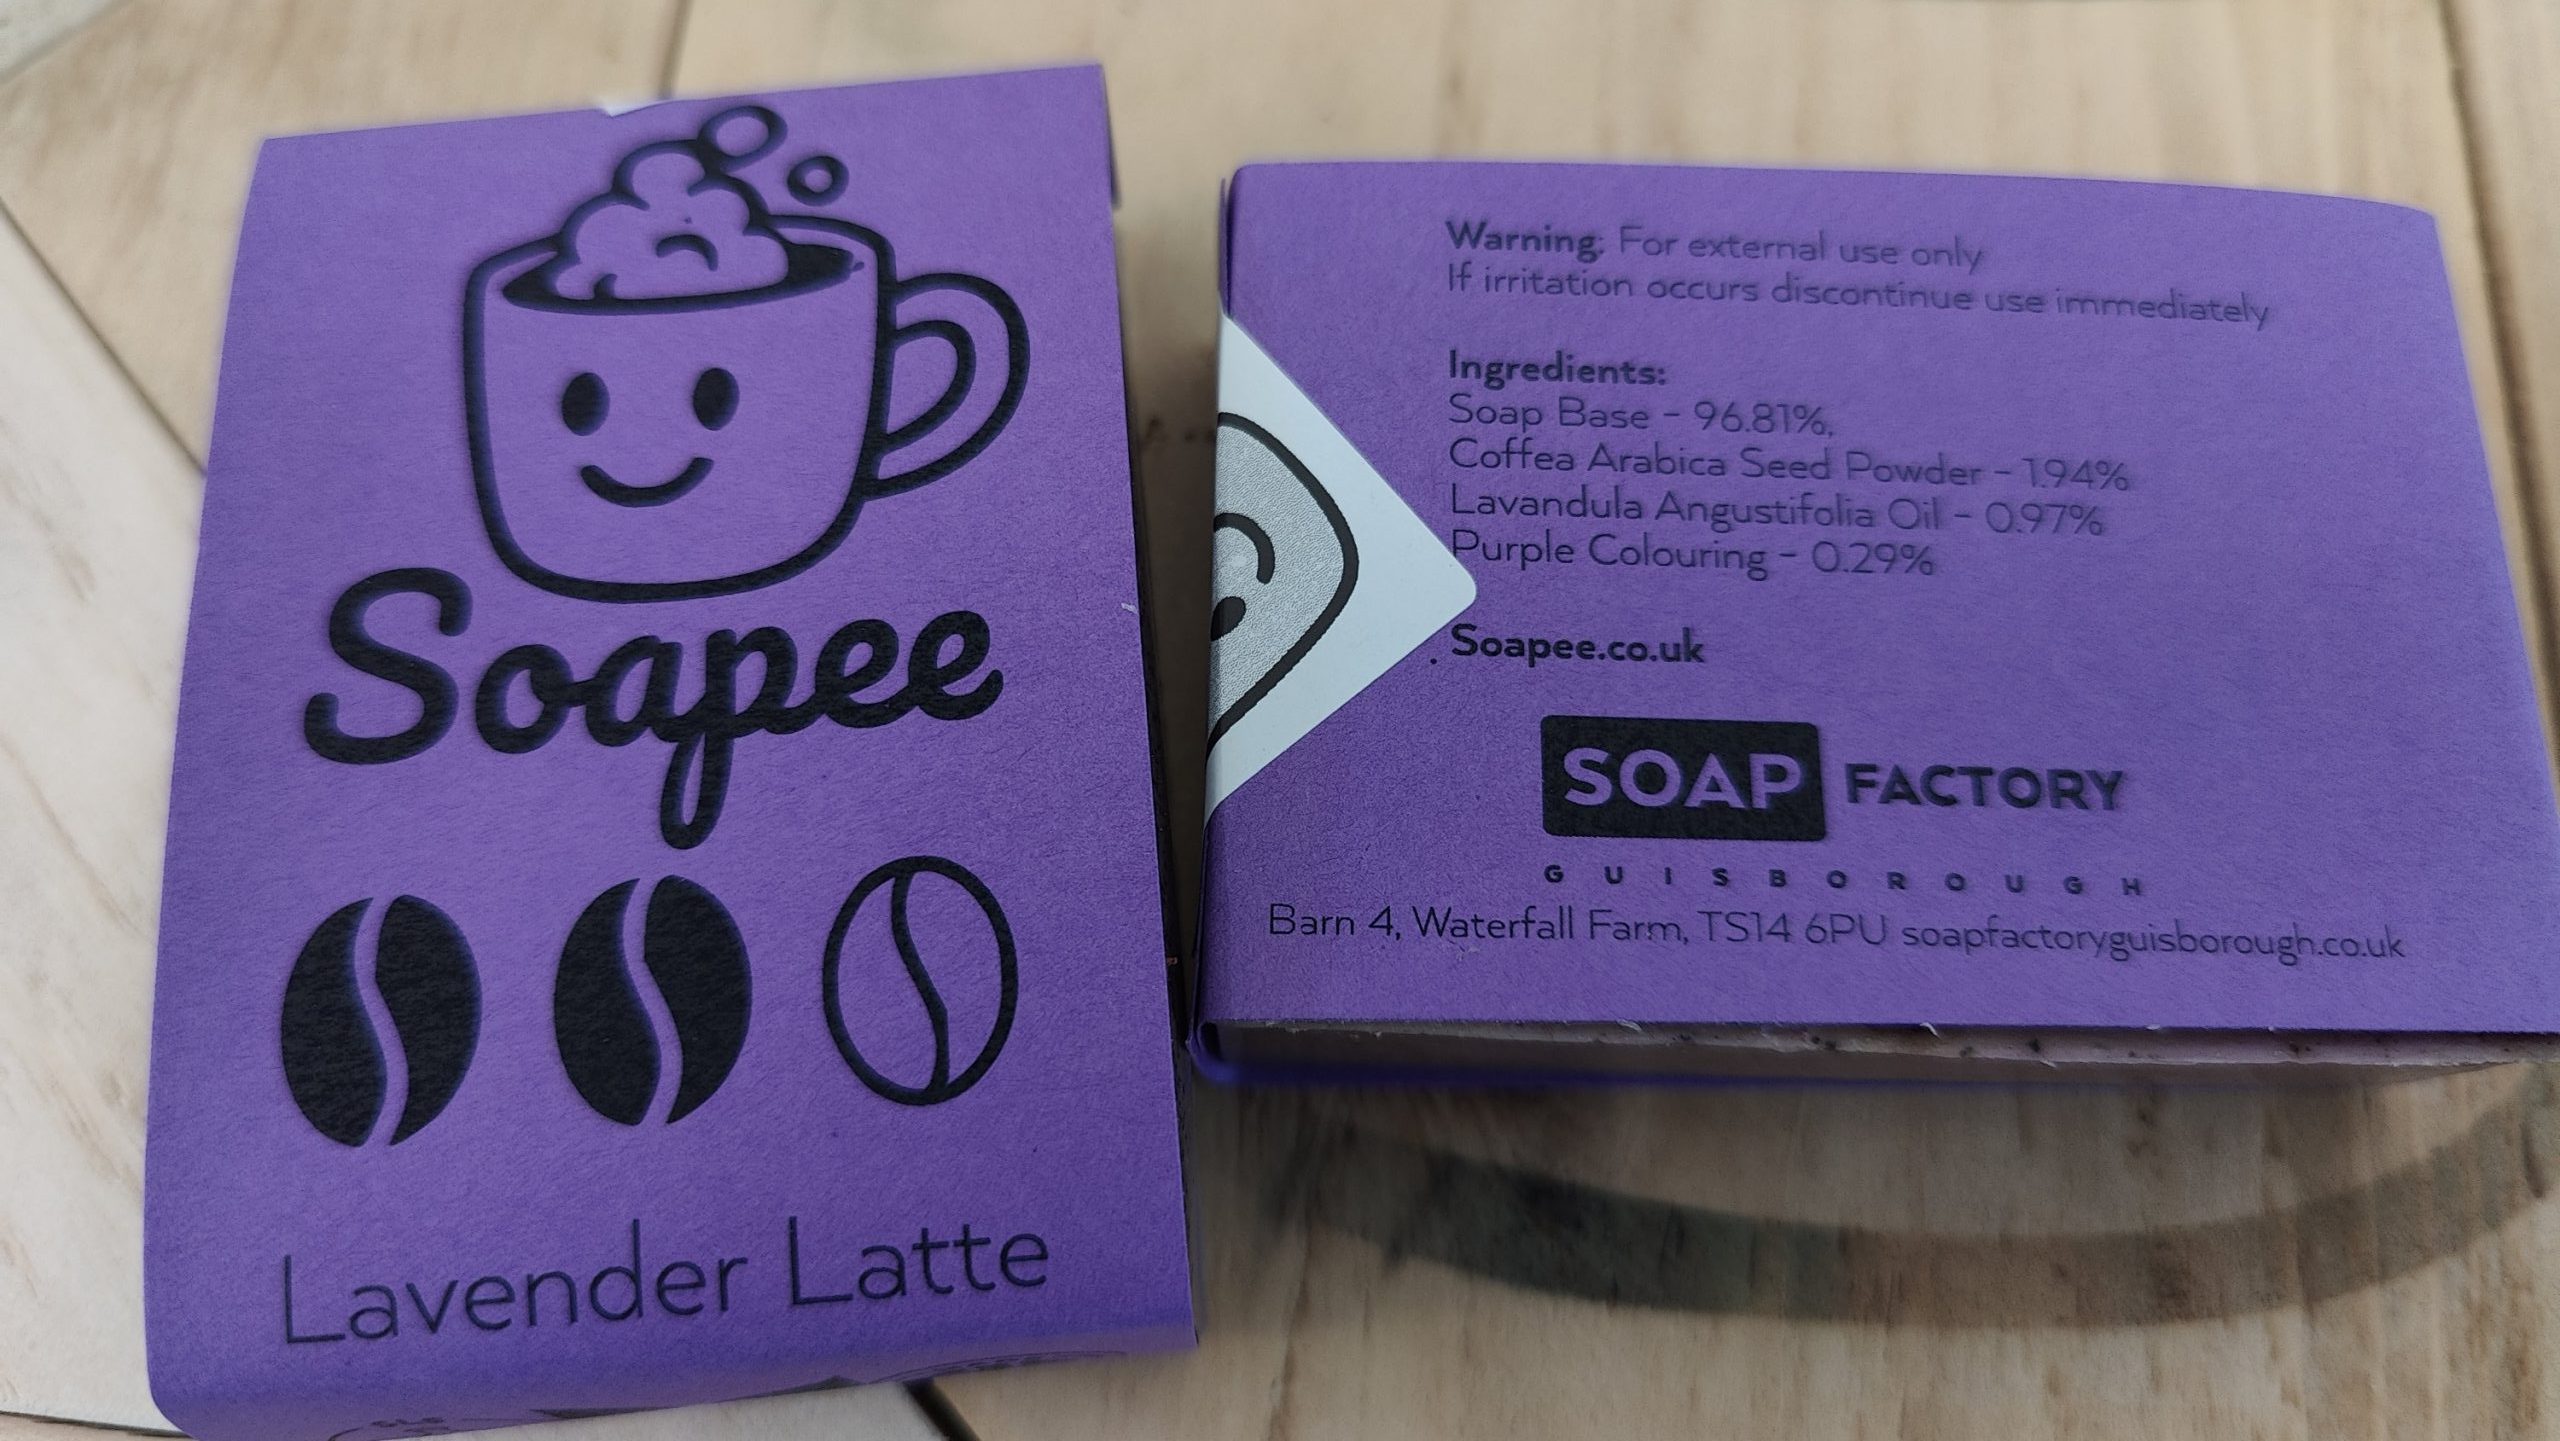 Soapee
Lavender Latte
Warning: For external use only
If irritation occurs discontinue use immediately
Ingredients:
Soap Base - 96.81%,
Coffea Arabica Seed Powder - 1.94%
Lavandula Angustifolia Oil - 0.97%
Purple Colouring - 0.29%
Soapee.co.uk
SOAP FACTORY
GUISBOROUGH
Barn 4, Waterfall Farm, TS14 6PU soapfactoryguisborough.co.uk